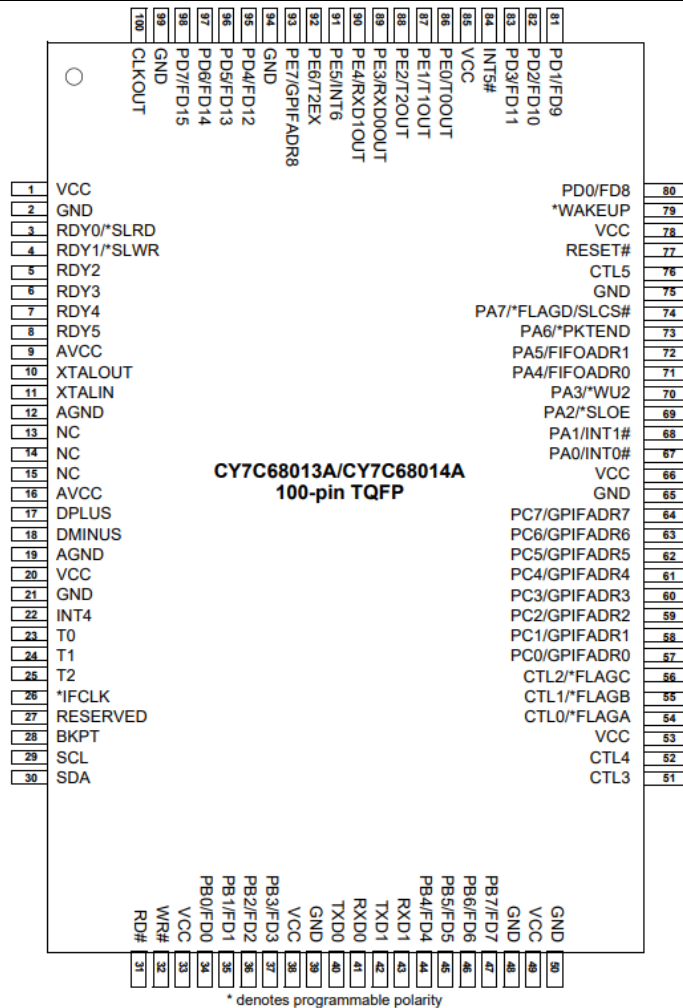 100 CLKOUT
99 GND
98 PD7/FD15
97 PD6/FD14
96 PD5/FD13
95 PD4/FD12
94 GND
93 PE7/GPIFADR8
92 PE6/T2EX
91 PE5/INT6
90 PE4/RXD1OUT
89 PE3/RXD0OUT
88 PE2/T2OUT
87 PE1/T1OUT
86 PE0/T0OUT
85 VCC
84 INT5#
83 PD3/FD11
82 PD2/FD10
81 PD1/FD9
1 VCC
2 GND
3 RDY0/*SLRD
4 RDY1/*SLWR
5 RDY2
6 RDY3
7 RDY4
8 RDY5
9 AVCC
10 XTALOUT
11 XTALIN
12 AGND
13 NC
14 NC
15 NC
16 AVCC
17 DPLUS
18 DMINUS
19 AGND
20 VCC
21 GND
22 INT4
23 T0
24 T1
25 T2
26 *IFCLK
27 RESERVED
28 BKPT
29 SCL
30 SDA
CY7C68013A/CY7C68014A
100-pin TQFP
PD0/FD8 80
*WAKEUP 79
VCC 78
RESET# 77
CTL5 76
GND 75
PA7/*FLAGD/SLCS# 74
PA6/*PKTEND 73
PA5/FIFOADR1 72
PA4/FIFOADR0 71
PA3/*WU2 70
PA2/*SLOE 69
PA1/INT1# 68
PA0/INT0# 67
VCC 66
GND 65
PC7/GPIFADR7 64
PC6/GPIFADR6 63
PC5/GPIFADR5 62
PC4/GPIFADR4 61
PC3/GPIFADR3 60
PC2/GPIFADR2 59
PC1/GPIFADR1 58
PC0/GPIFADR0 57
CTL2/*FLAGC 56
CTL1/*FLAGB 55
CTL0/*FLAGA 54
VCC 53
CTL4 52
CTL3 51
RD# 31
WR# 32
VCC 33
PB0/FD0 34
PB1/FD1 35
PB2/FD2 36
PB3/FD3 37
VCC 38
GND 39
TXD0 40
RXD0 41
TXD1 42
RXD1 43
PB4/FD4 44
PB5/FD5 45
PB6/FD6 46
PB7/FD7 47
GND 48
VCC 49
GND 50
* denotes programmable polarity